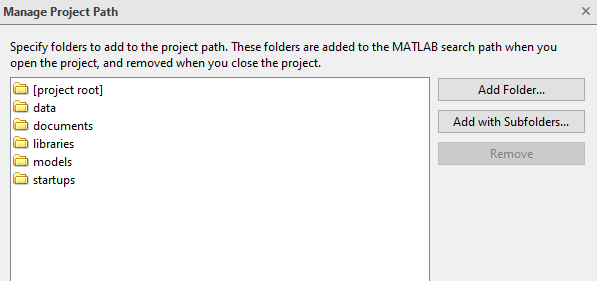 Manage Project Path
Specify folders to add to the project path. These folders are added to the MATLAB search path when you
open the project, and removed when you close the project.
[project root]
data
documents
libraries
models
startups
Add Folder...
Add with Subfolders...
Remove